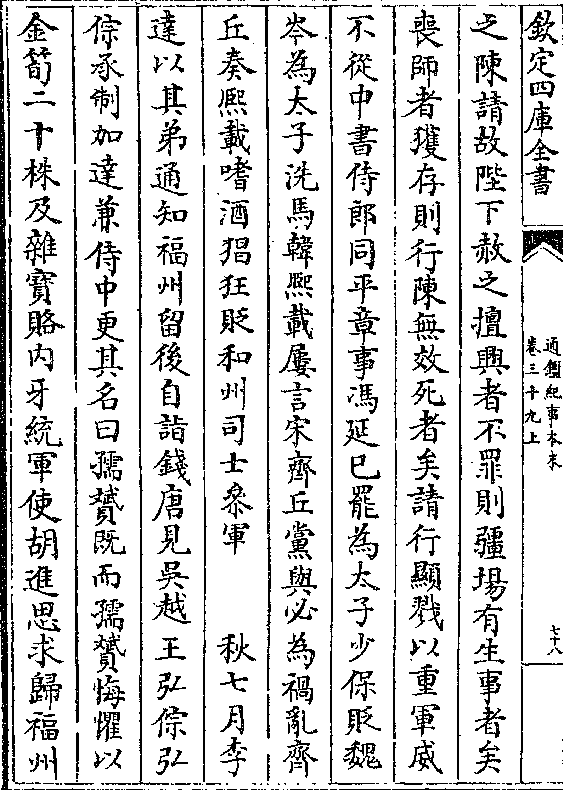 欽定四庫全書
通鑑紀事本末
卷三十九上
七十八
之陳請故陛下赦之擅興者不罪則疆埸有生事者矣
喪師者獲存則行陳無效死者矣請行顯戮以重軍威
不從中書侍郎同平章事馮延巳罷為太子少保貶魏
岑為太子洗馬韓熙載屢言宋齊丘黨與必為禍亂齊
丘奏熙載嗜酒猖狂貶和州司士參軍　秋七月李
達以其弟通知福州留後自詣錢唐見吳越王弘倧弘
倧承制加達兼侍中更其名曰孺贇既而孺贇悔懼以
金筍二十株及雜寶賂内牙統軍使胡進思求歸福州